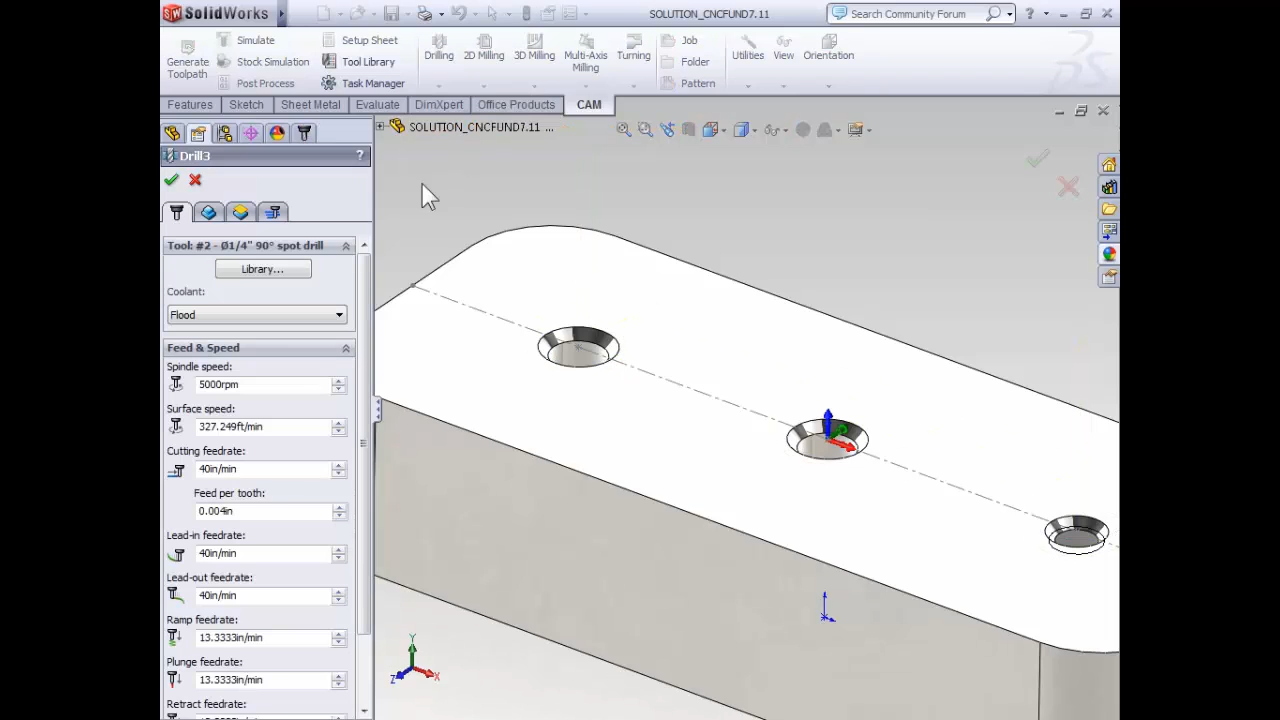 SolidWorks
SOLUTION_CNCFUND7.11
Search Community Forum
?
Generate
Toolpath
Simulate
Stock Simulation
Post Process
Setup Sheet
Tool Library
Task Manager
Drilling
2D Milling
3D Milling
Multi-Axis
Milling
Turning
Job
Folder
Pattern
Utilities
View
Orientation
Features
Sketch
Sheet Metal
Evaluate
DimXpert
Office Products
CAM
SOLUTION_CNCFUND7.11 ...
Drill3
?
Tool: #2 - Ø1/4" 90° spot drill
Library...
Coolant:
Flood
Feed & Speed
Spindle speed:
5000rpm
Surface speed:
327.249ft/min
Cutting feedrate:
40in/min
Feed per tooth:
0.004in
Lead-in feedrate:
40in/min
Lead-out feedrate:
40in/min
Ramp feedrate:
13.3333in/min
Plunge feedrate:
13.3333in/min
Retract feedrate:
Y
X
Z